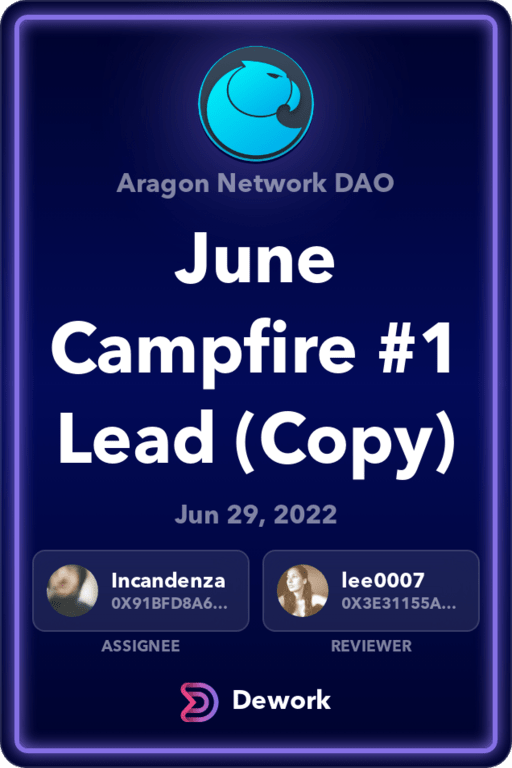 Aragon Network DAO
June
Campfire #1
Lead (Copy)
Jun 29, 2022
Incandenza
0X91BFD8A6...
ASSIGNEE
lee0007
0X3E31155A...
REVIEWER
Dework